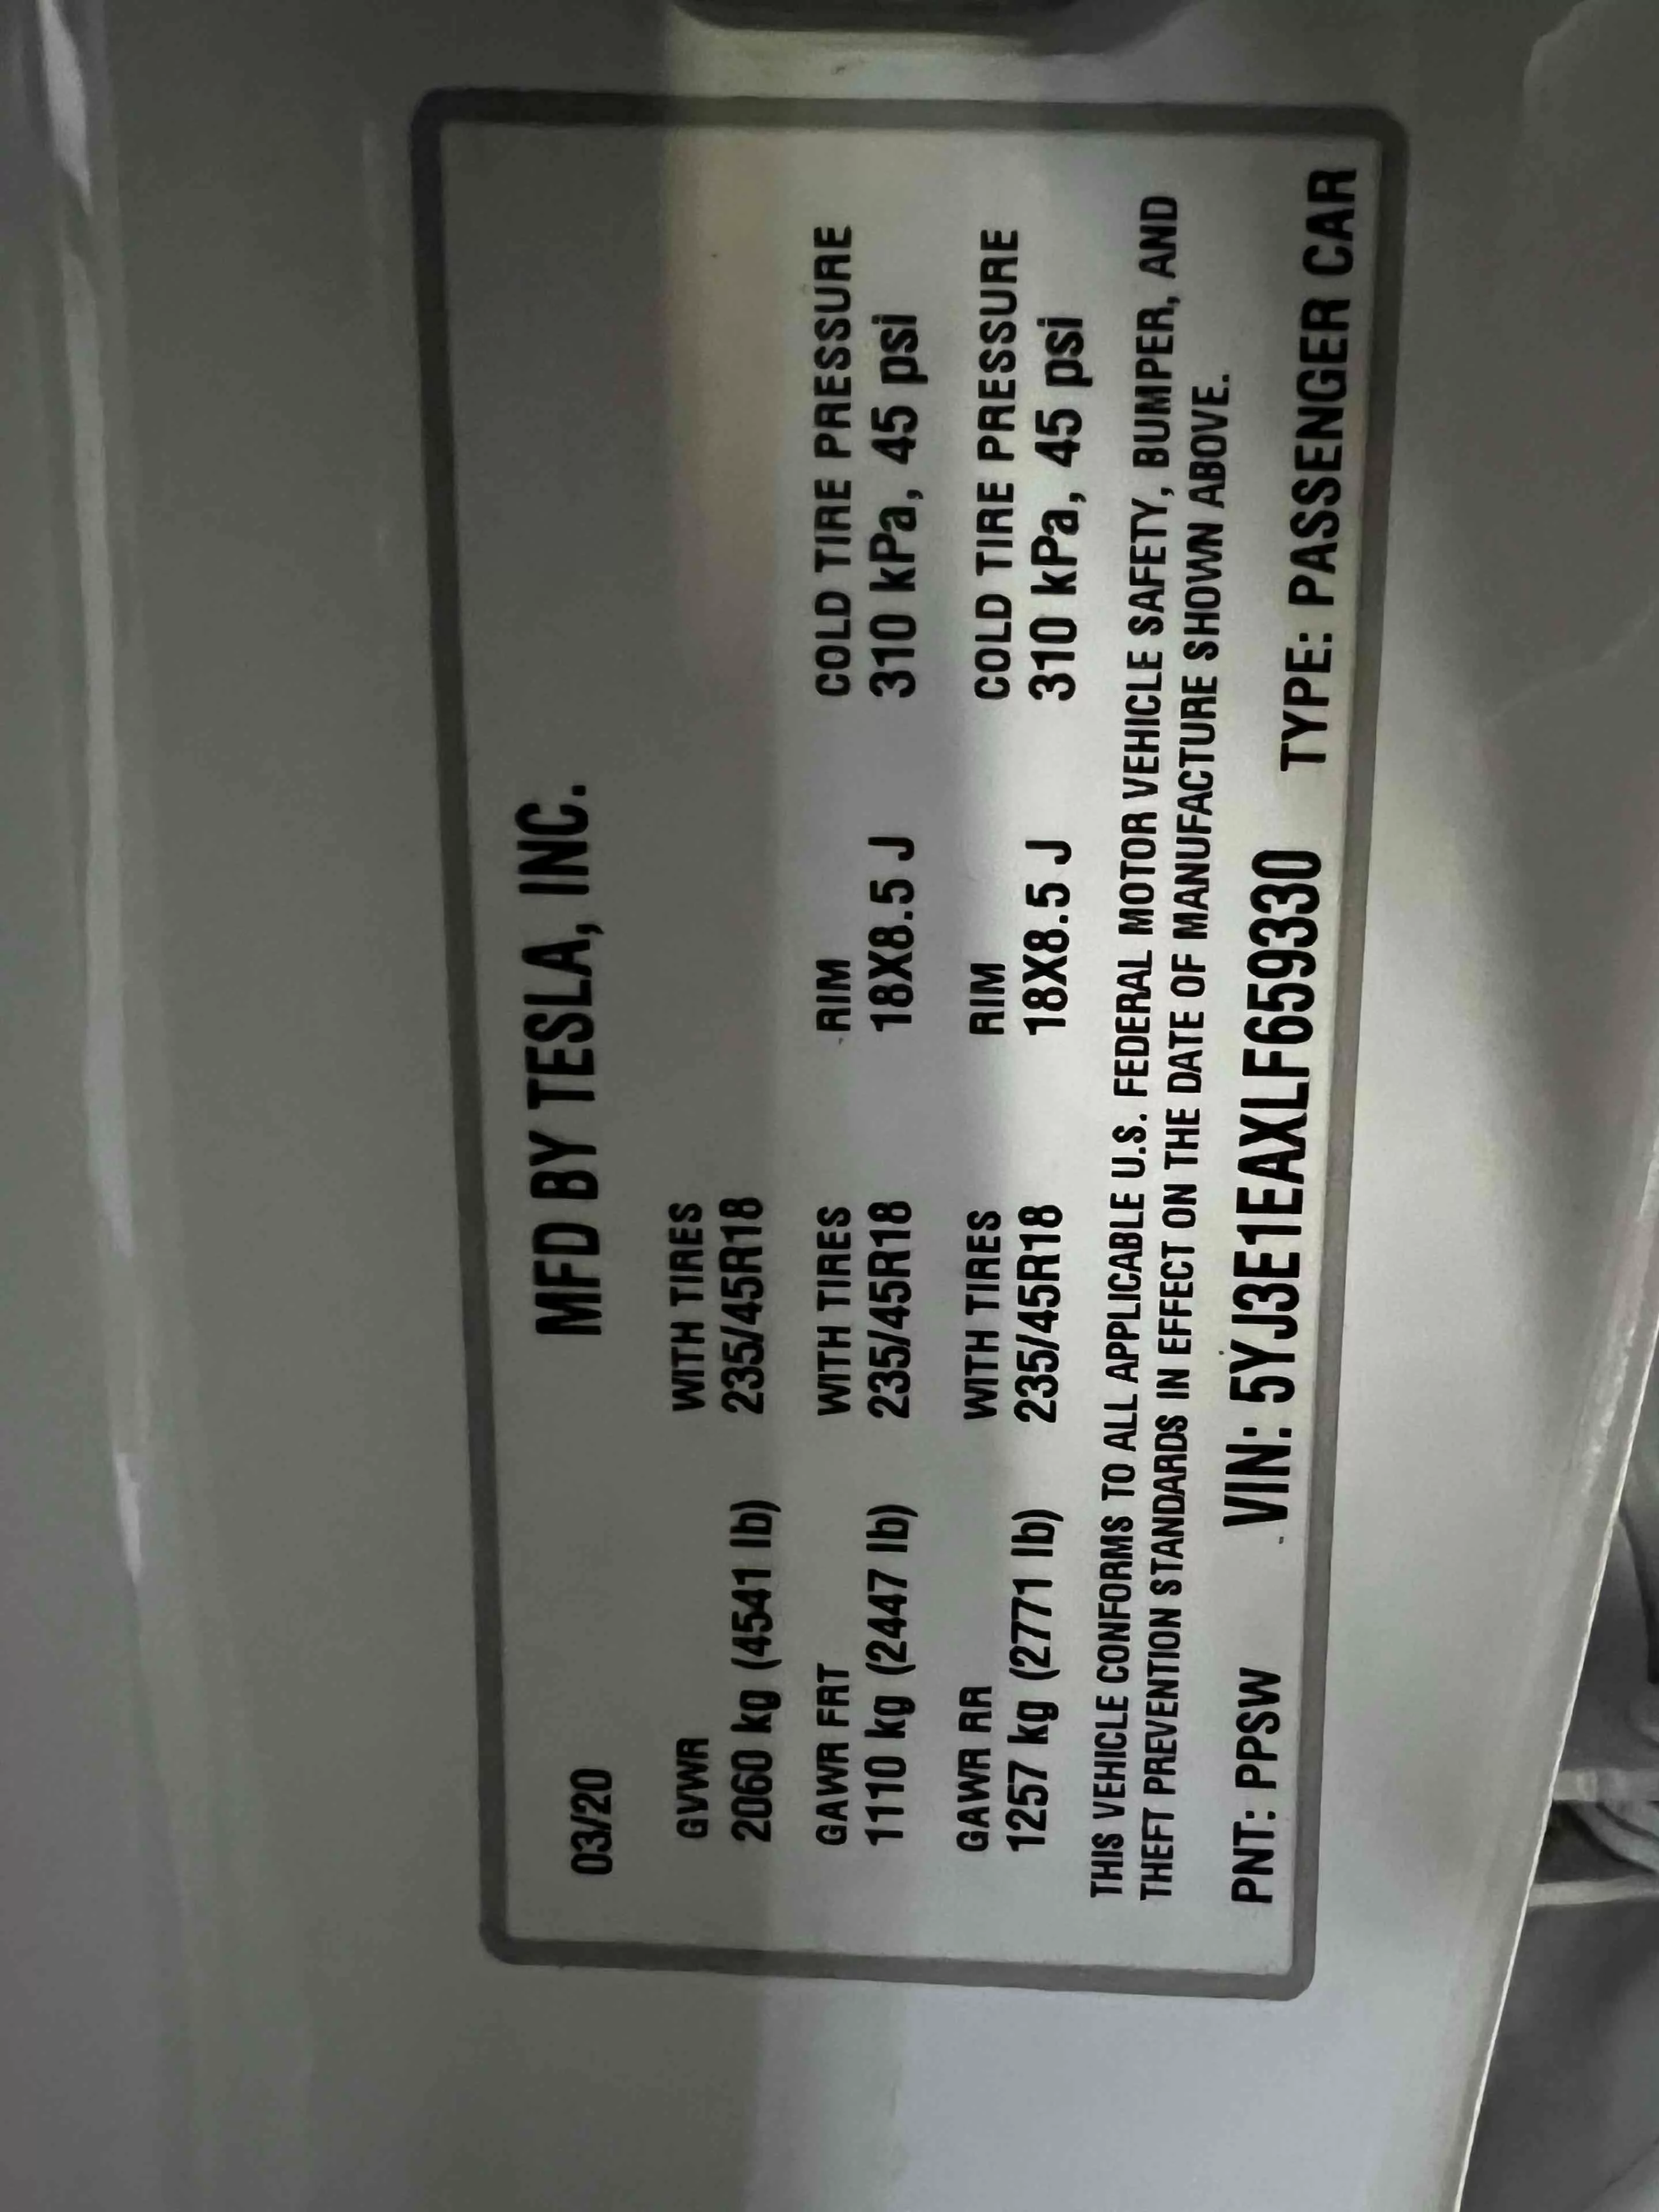 MFD BY TESLA, INC.
03/20
GVWR WITH TIRES
2060 kg (4541 lb) 235/45R18
GAWR FRT WITH TIRES RIM COLD TIRE PRESSURE
1110 kg (2447 lb) 235/45R18 18X8.5 J 310 kPa, 45 psi
GAWR RR WITH TIRES RIM COLD TIRE PRESSURE
1257 kg (2771 lb) 235/45R18 18X8.5 J 310 kPa, 45 psi
THIS VEHICLE CONFORMS TO ALL APPLICABLE U.S. FEDERAL MOTOR VEHICLE SAFETY, BUMPER, AND
THEFT PREVENTION STANDARDS IN EFFECT ON THE DATE OF MANUFACTURE SHOWN ABOVE.
PNT: PPSW VIN: 5YJ3E1EAXLF659330 TYPE: PASSENGER CAR